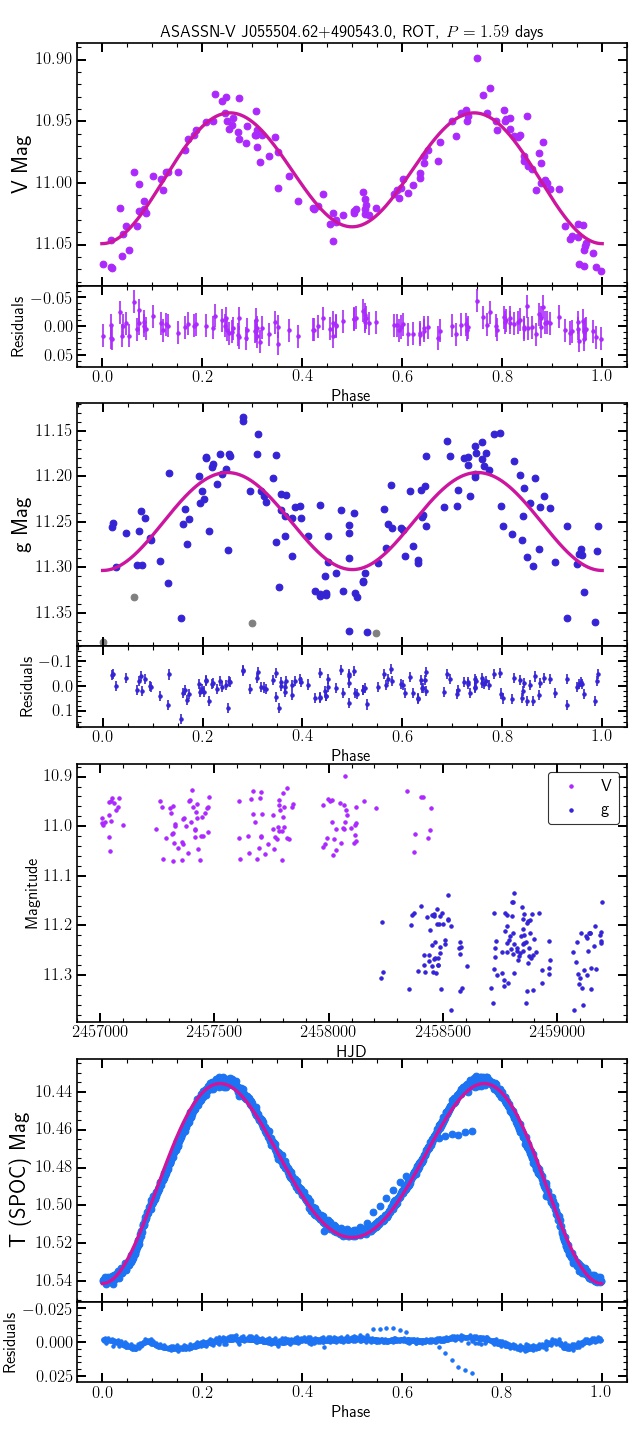 ASASSN-V J055504.62+490543.0, ROT, P = 1.59 days
10.90
10.95
11.00
11.05
V Mag
−0.05
0.00
0.05
Residuals
0.0 0.2 0.4 0.6 0.8 1.0
Phase
11.15
11.20
11.25
11.30
11.35
g Mag
−0.1
0.0
0.1
Residuals
0.0 0.2 0.4 0.6 0.8 1.0
Phase
10.9
11.0
11.1
11.2
11.3
Magnitude
V
g
2457000 2457500 2458000 2458500 2459000
HJD
10.44
10.46
10.48
10.50
10.52
10.54
T (SPOC) Mag
−0.025
0.000
0.025
Residuals
0.0 0.2 0.4 0.6 0.8 1.0
Phase